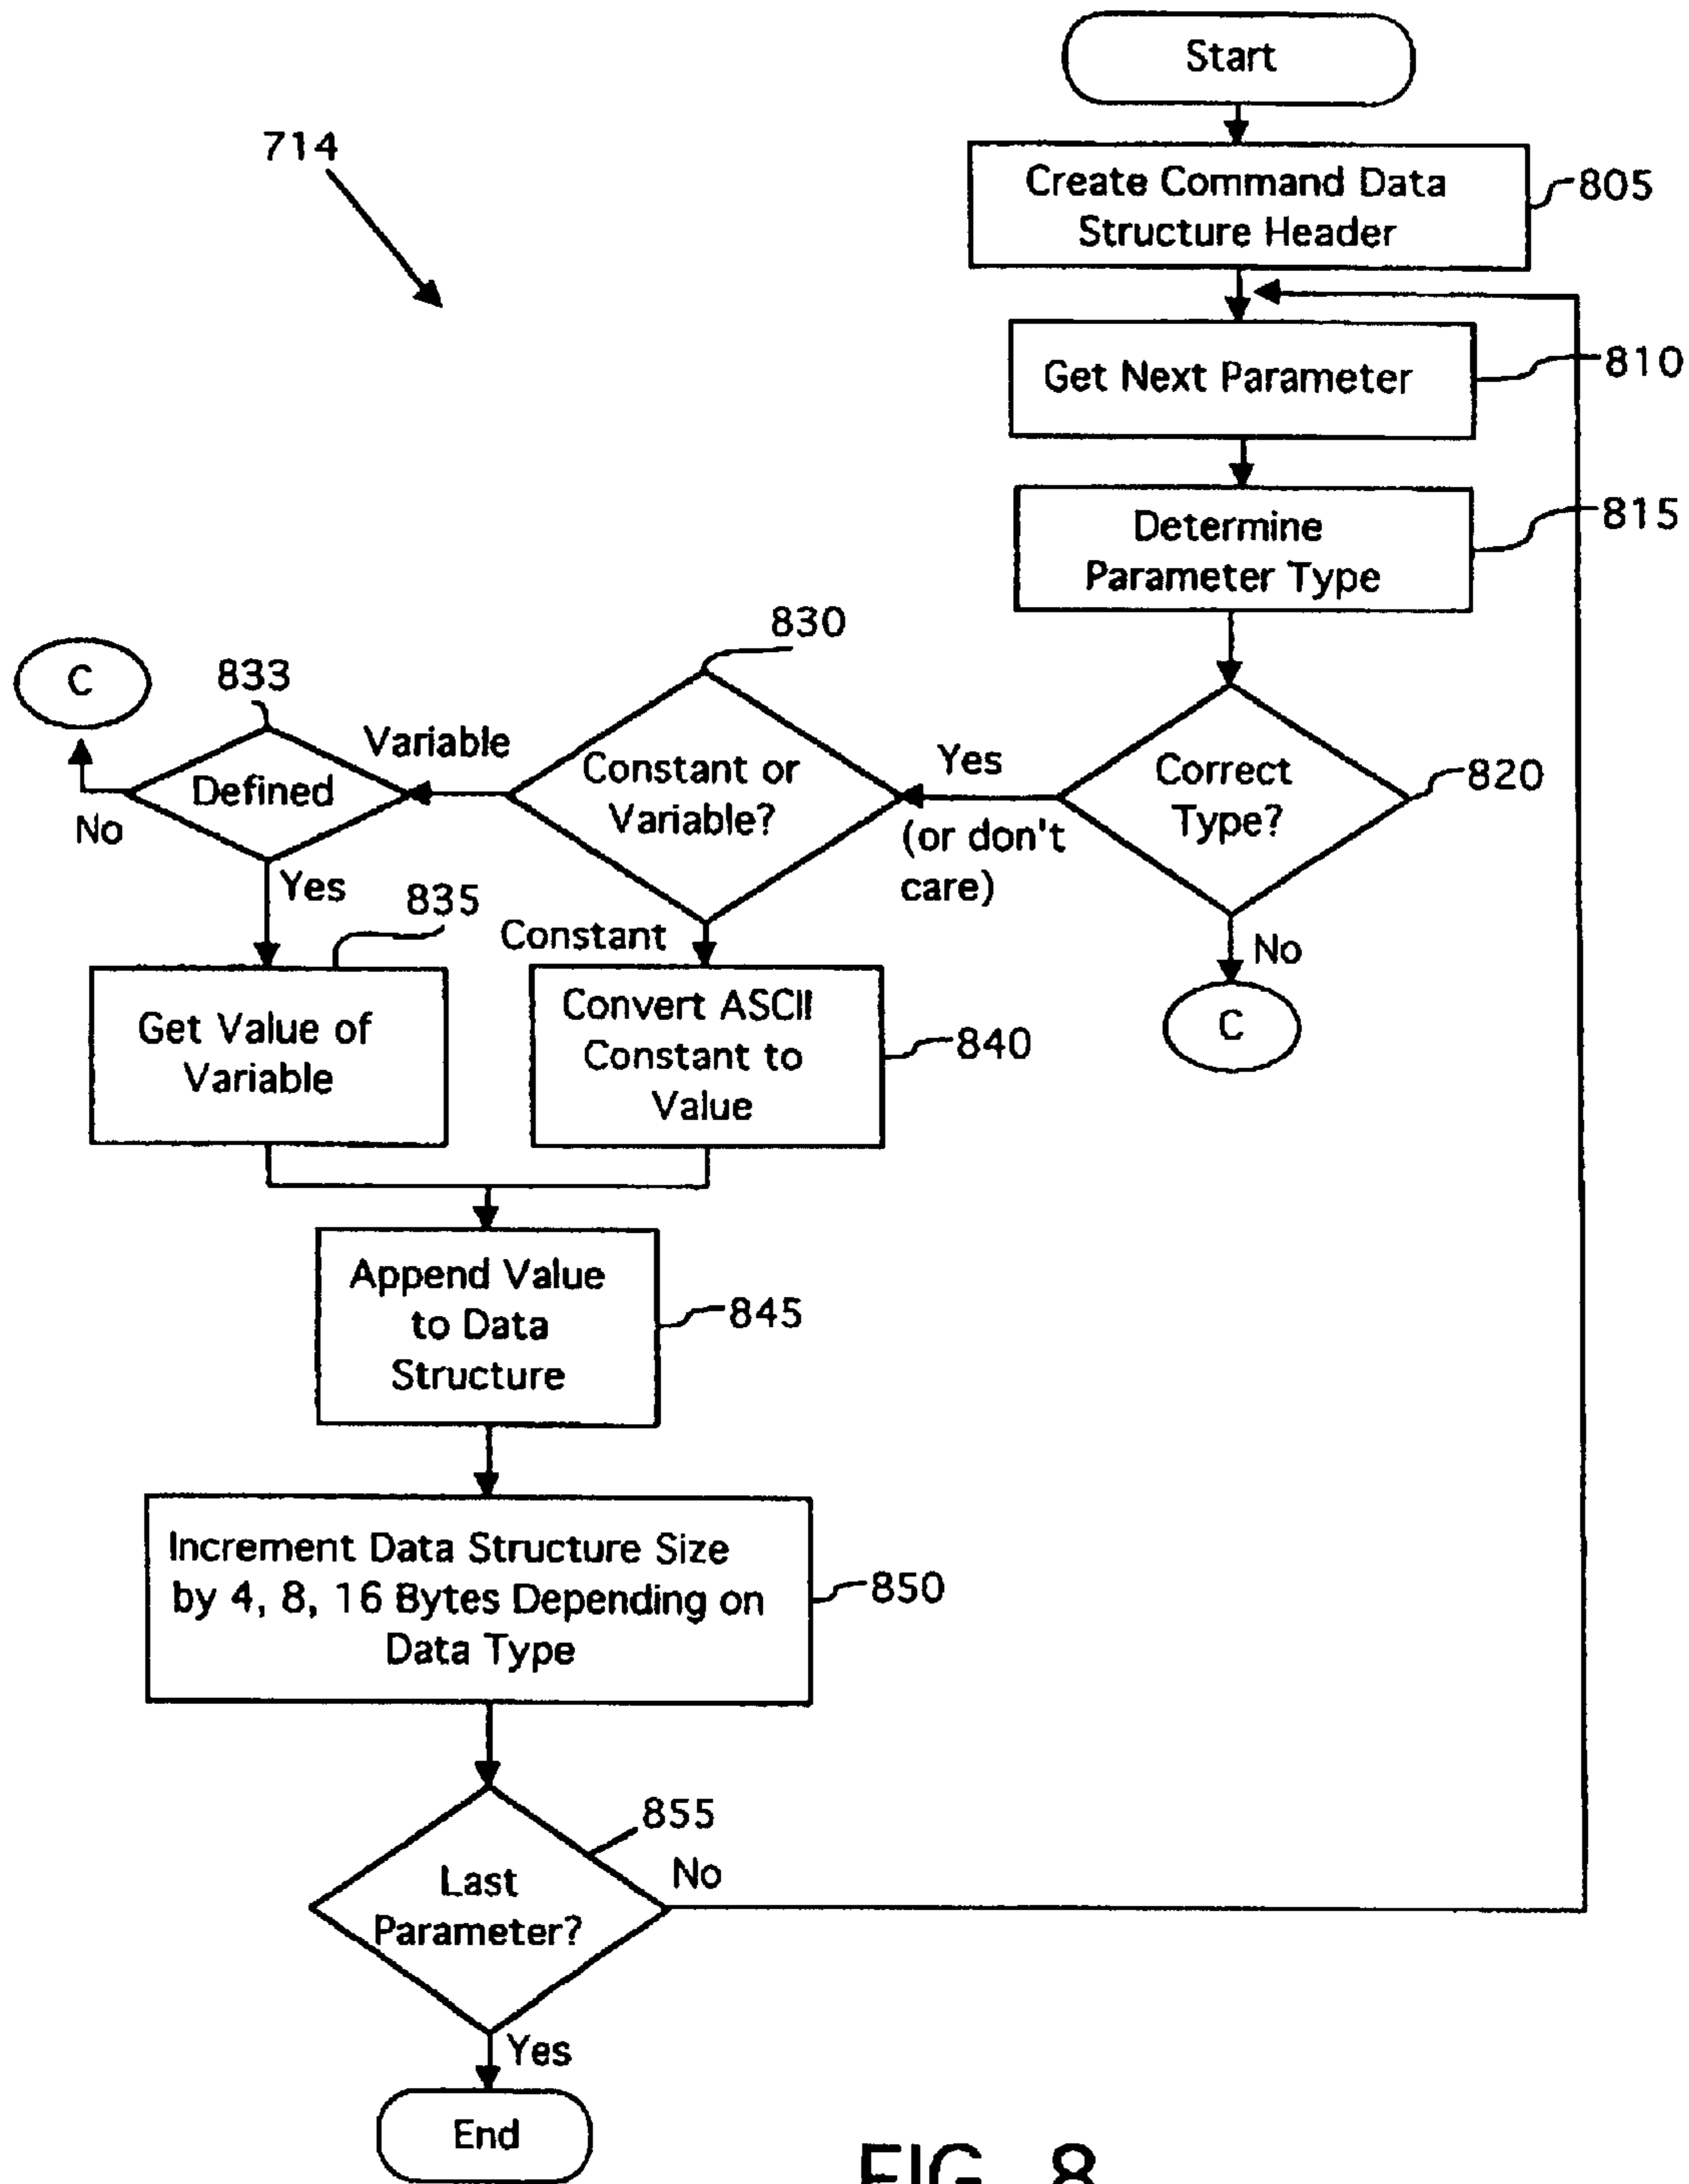 Start
714
Create Command Data
Structure Header
805
Get Next Parameter
810
Determine
Parameter Type
815
830
C
833
Variable
Defined
Constant or
Variable?
Yes
(or don't
care)
Correct
Type?
820
No
Yes
835
Constant
No
C
Get Value of
Variable
Convert ASCII
Constant to
Value
840
Append Value
to Data
Structure
845
Increment Data Structure Size
by 4, 8, 16 Bytes Depending on
Data Type
850
855
Last
Parameter?
No
Yes
End
FIG. 8